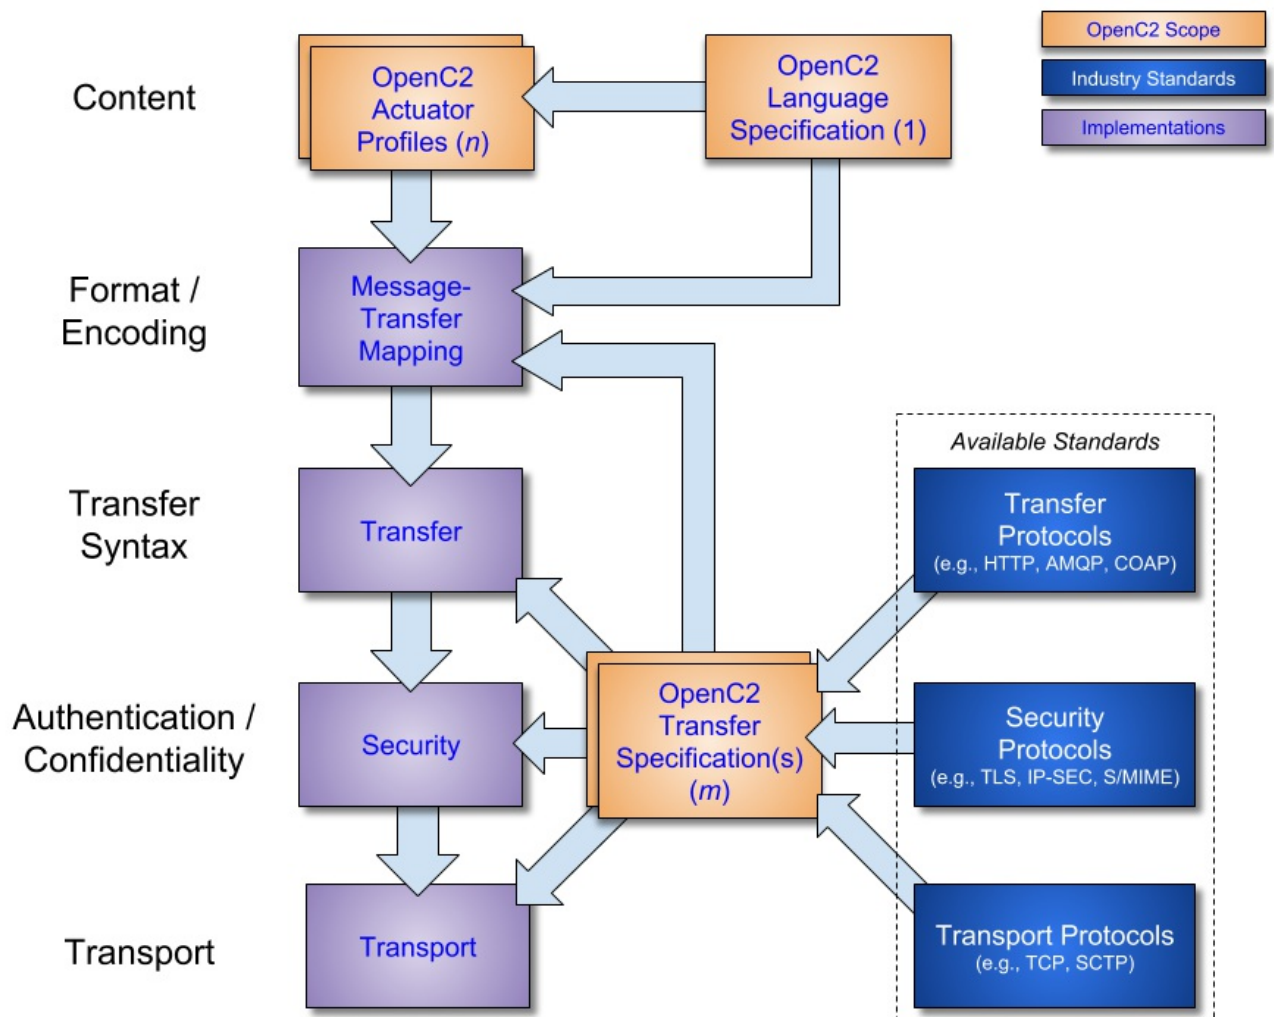 Content
OpenC2
Actuator
Profiles (n)
OpenC2
Language
Specification (1)
OpenC2 Scope
Industry Standards
Implementations
Format /
Encoding
Message-
Transfer
Mapping
Transfer
Syntax
Transfer
Available Standards
Transfer
Protocols
(e.g., HTTP, AMQP, COAP)
Authentication /
Confidentiality
Security
OpenC2
Transfer
Specification(s)
(m)
Security
Protocols
(e.g., TLS, IP-SEC, S/MIME)
Transport
Transport
Transport Protocols
(e.g., TCP, SCTP)